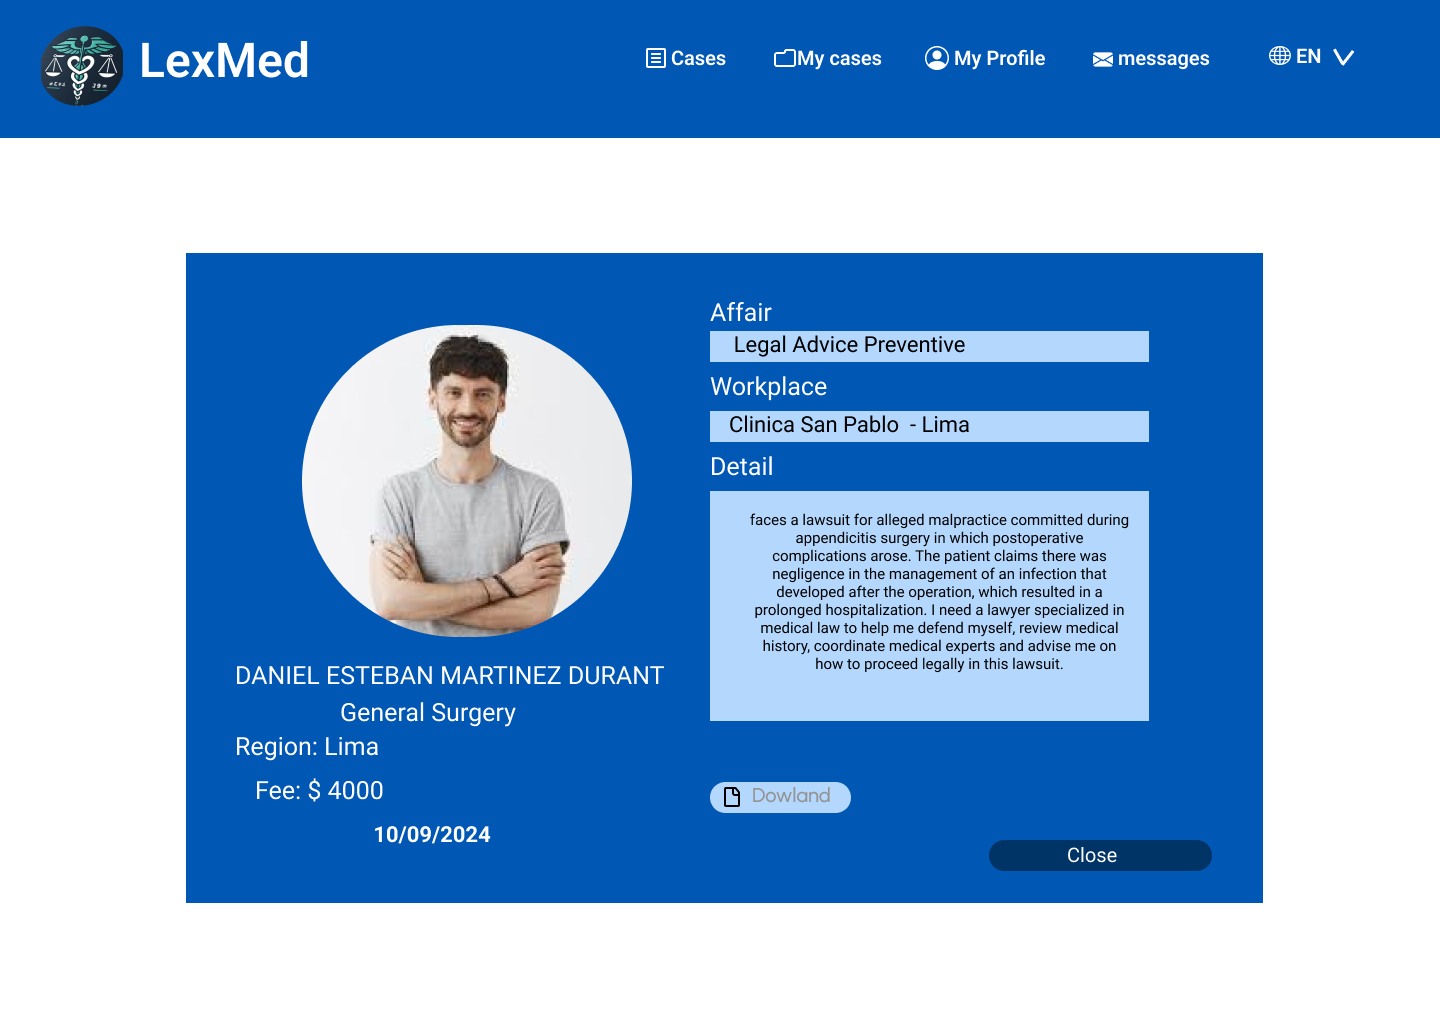 LexMed
Cases
My cases
My Profile
messages
EN
DANIEL ESTEBAN MARTINEZ DURANT
General Surgery
Region: Lima
Fee: $ 4000
10/09/2024
Affair
Legal Advice Preventive
Workplace
Clinica San Pablo - Lima
Detail
faces a lawsuit for alleged malpractice committed during
appendicitis surgery in which postoperative
complications arose. The patient claims there was
negligence in the management of an infection that
developed after the operation, which resulted in a
prolonged hospitalization. I need a lawyer specialized in
medical law to help me defend myself, review medical
history, coordinate medical experts and advise me on
how to proceed legally in this lawsuit.
Dowland
Close